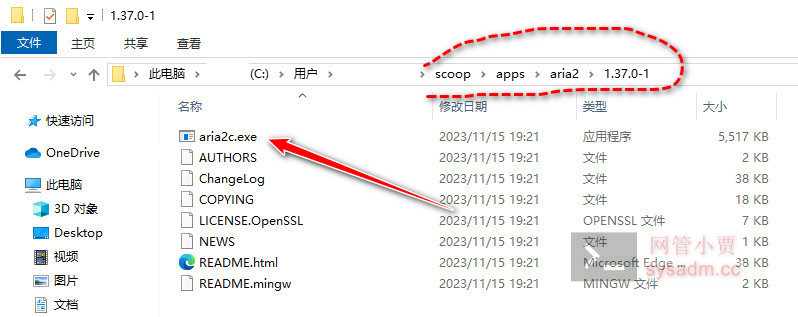 1.37.0-1
文件 主页 共享 查看
此电脑 (C:) 用户 scoop apps aria2 1.37.0-1
名称 修改日期 类型 大小
快速访问
OneDrive
此电脑
3D 对象
Desktop
视频
图片
文档
aria2c.exe 2023/11/15 19:21 应用程序 5,517 KB
AUTHORS 2023/11/15 19:21 文件 2 KB
ChangeLog 2023/11/15 19:21 文件 38 KB
COPYING 2023/11/15 19:21 文件 18 KB
LICENSE.OpenSSL 2023/11/15 19:21 OPENSSL 文件 7 KB
NEWS 2023/11/15 19:21 文件 1 KB
README.html 2023/11/15 19:21 Microsoft Edge ... 38 KB
README.mingw 2023/11/15 19:21 MINGW 文件 2 KB
网管小贾
sysadm.cc